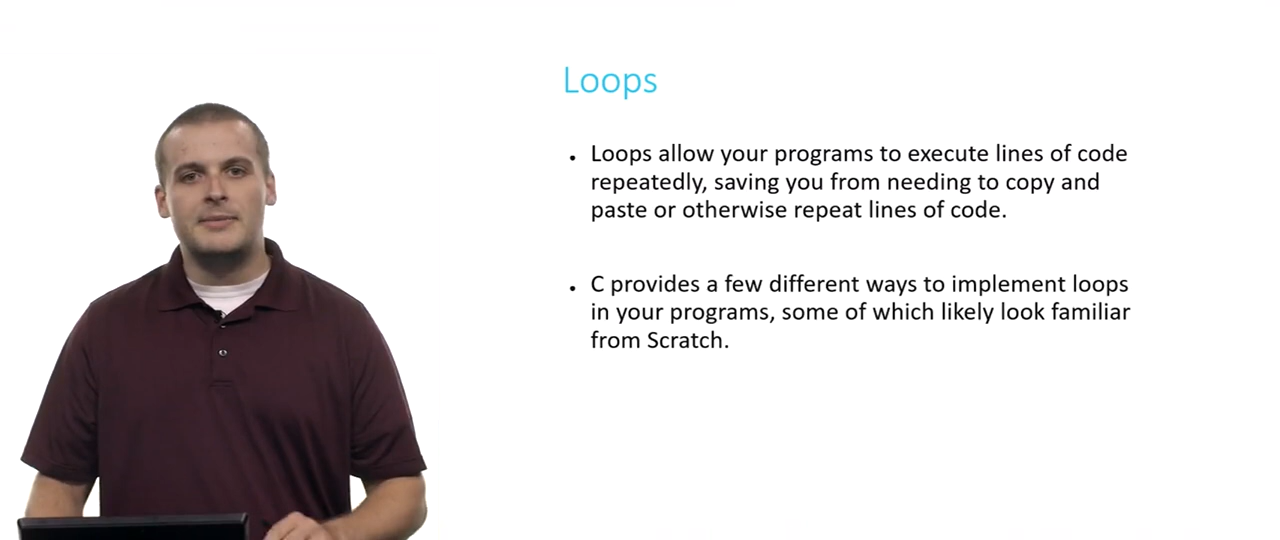 Loops
• Loops allow your programs to execute lines of code
repeatedly, saving you from needing to copy and
paste or otherwise repeat lines of code.
• C provides a few different ways to implement loops
in your programs, some of which likely look familiar
from Scratch.